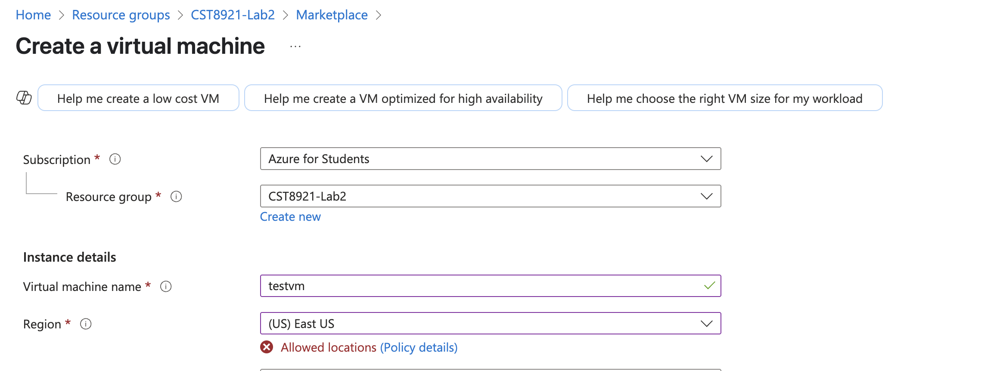 Home > Resource groups > CST8921-Lab2 > Marketplace >
Create a virtual machine ...
Help me create a low cost VM Help me create a VM optimized for high availability Help me choose the right VM size for my workload
Subscription * Azure for Students
Resource group * CST8921-Lab2
Create new
Instance details
Virtual machine name * testvm
Region * (US) East US
Allowed locations (Policy details)